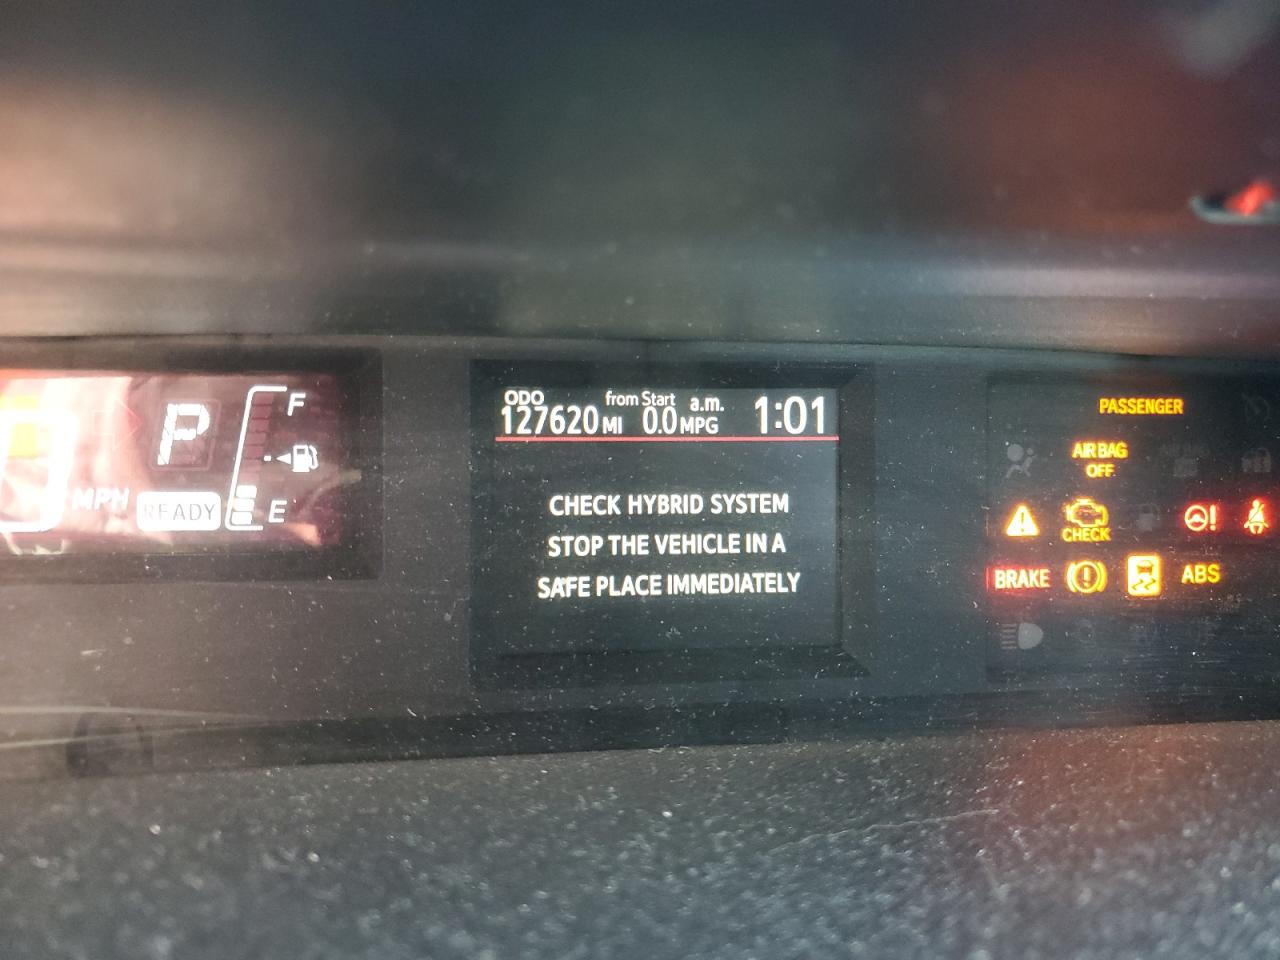 P
F
MPH
READY
E
ODO from Start a.m.
127620 MI 0.0 MPG 1:01
CHECK HYBRID SYSTEM
STOP THE VEHICLE IN A
SAFE PLACE IMMEDIATELY
PASSENGER
AIR BAG
OFF
CHECK
!
BRAKE
ABS